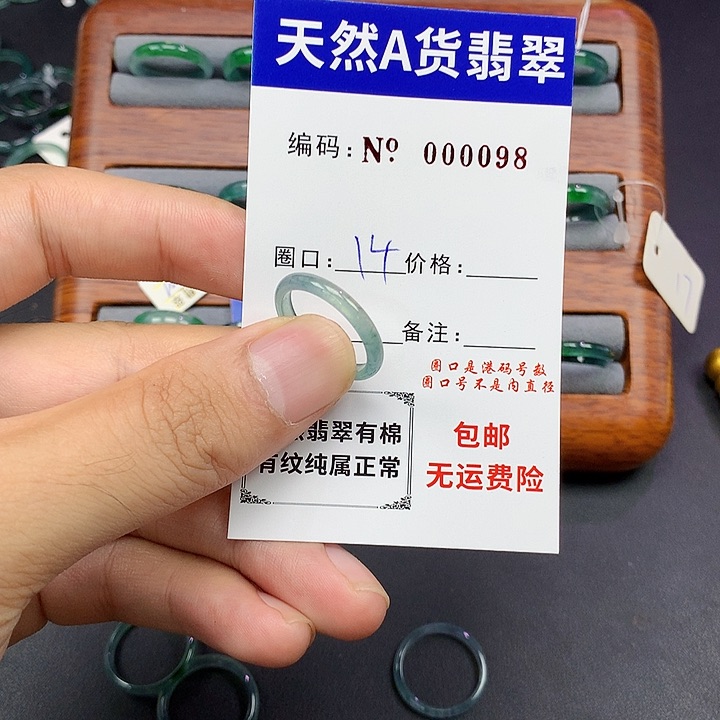 天然A货翡翠
编码: Nº 000098
圈口: 14 价格:
备注:
圈口是港码号数
圈口号不是内直径
翡翠有棉
有纹纯属正常
包邮
无运费险